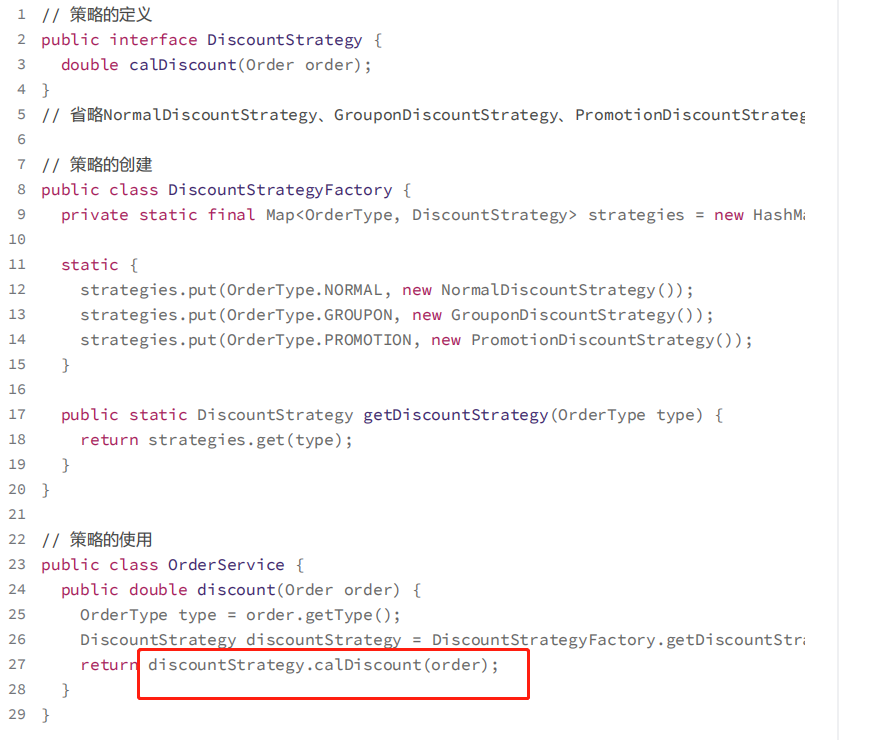 1 // 策略的定义
2 public interface DiscountStrategy {
3 double calDiscount(Order order);
4 }
5 // 省略NormalDiscountStrategy、GrouponDiscountStrategy、PromotionDiscountStrateg
6
7 // 策略的创建
8 public class DiscountStrategyFactory {
9 private static final Map<OrderType, DiscountStrategy> strategies = new HashMa
10
11 static {
12 strategies.put(OrderType.NORMAL, new NormalDiscountStrategy());
13 strategies.put(OrderType.GROUPON, new GrouponDiscountStrategy());
14 strategies.put(OrderType.PROMOTION, new PromotionDiscountStrategy());
15 }
16
17 public static DiscountStrategy getDiscountStrategy(OrderType type) {
18 return strategies.get(type);
19 }
20 }
21
22 // 策略的使用
23 public class OrderService {
24 public double discount(Order order) {
25 OrderType type = order.getType();
26 DiscountStrategy discountStrategy = DiscountStrategyFactory.getDiscountStra
27 return discountStrategy.calDiscount(order);
28 }
29 }